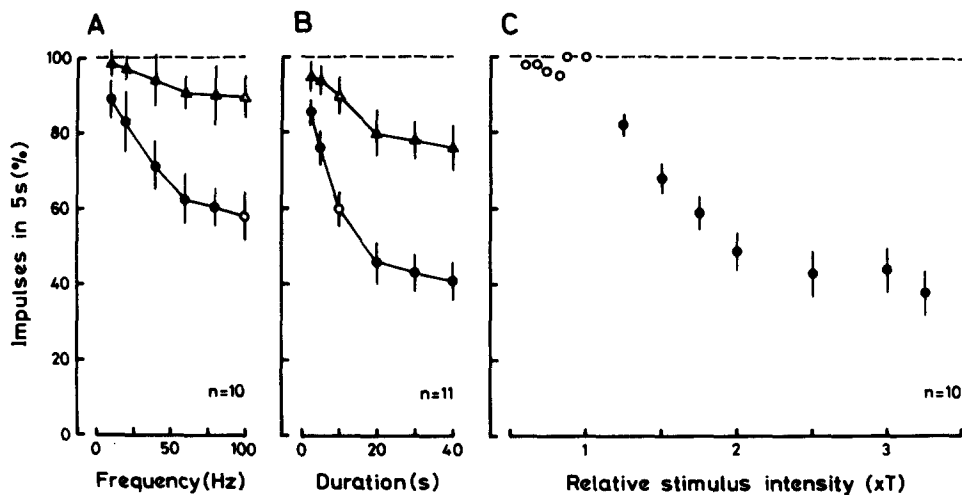 A
B
C
Impulses in 5s (%)
100
80
60
40
20
0
n=10
n=11
n=10
0 50 100
0 20 40
1 2 3
Frequency (Hz)
Duration (s)
Relative stimulus intensity (xT)